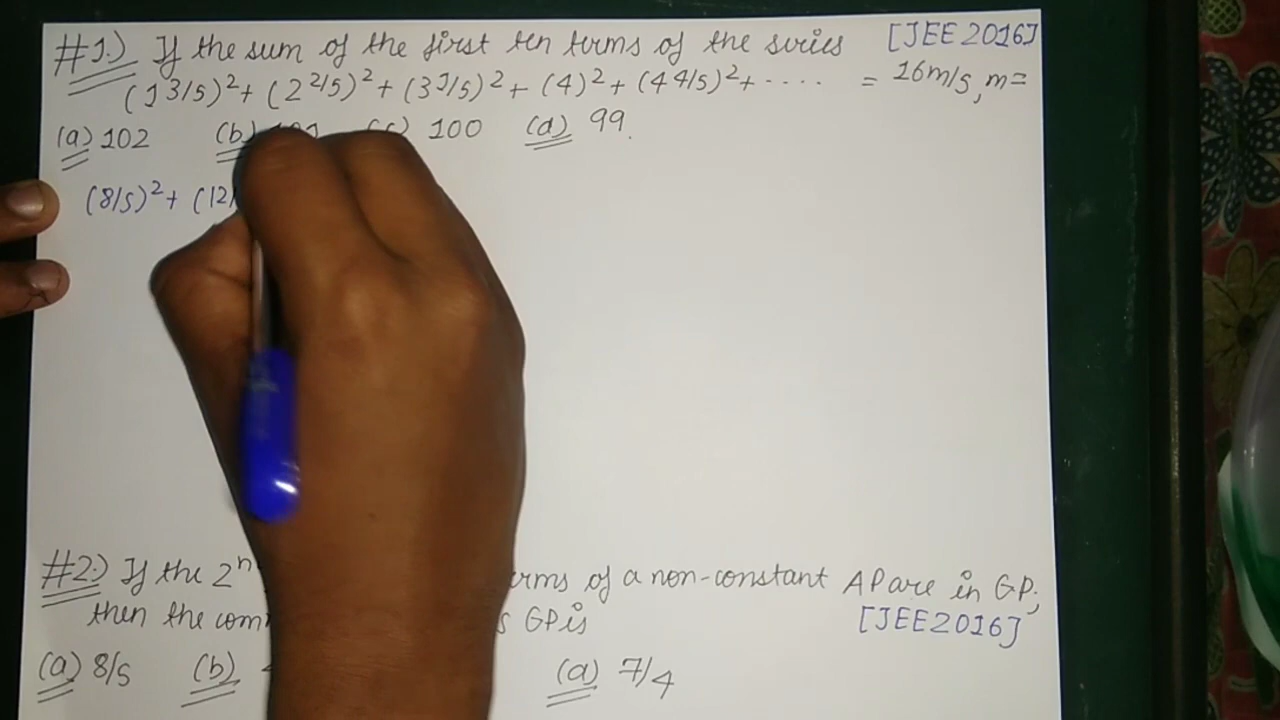 #1.) If the sum of the first ten terms of the series [JEE 2016]
(1 3/5)²+ (2 2/5)²+ (3 1/5)²+ (4)²+ (4 4/5)²+ ---- = 16m/5, m=
(a) 102 (b) (c) 100 (d) 99.
(8/5)²+ (12
#2.) If the 2ⁿ of a non-constant AP are in GP;
then the GP is [JEE 2016]
(a) 8/5 (b) (a) 7/4